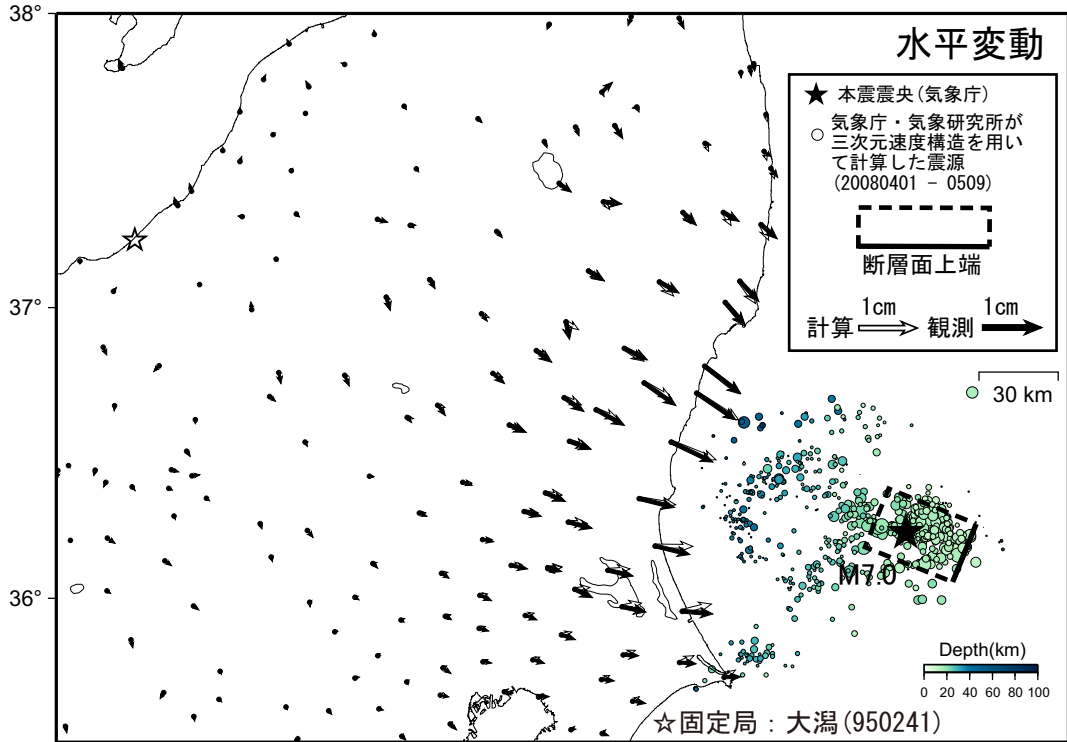 38°
37°
36°
水平変動
本震震央(気象庁)
気象庁・気象研究所が
三次元速度構造を用い
て計算した震源
(20080401 - 0509)
断層面上端
1cm 1cm
計算 観測
30 km
M7.0
Depth(km)
0 20 40 60 80 100
☆固定局：大潟(950241)